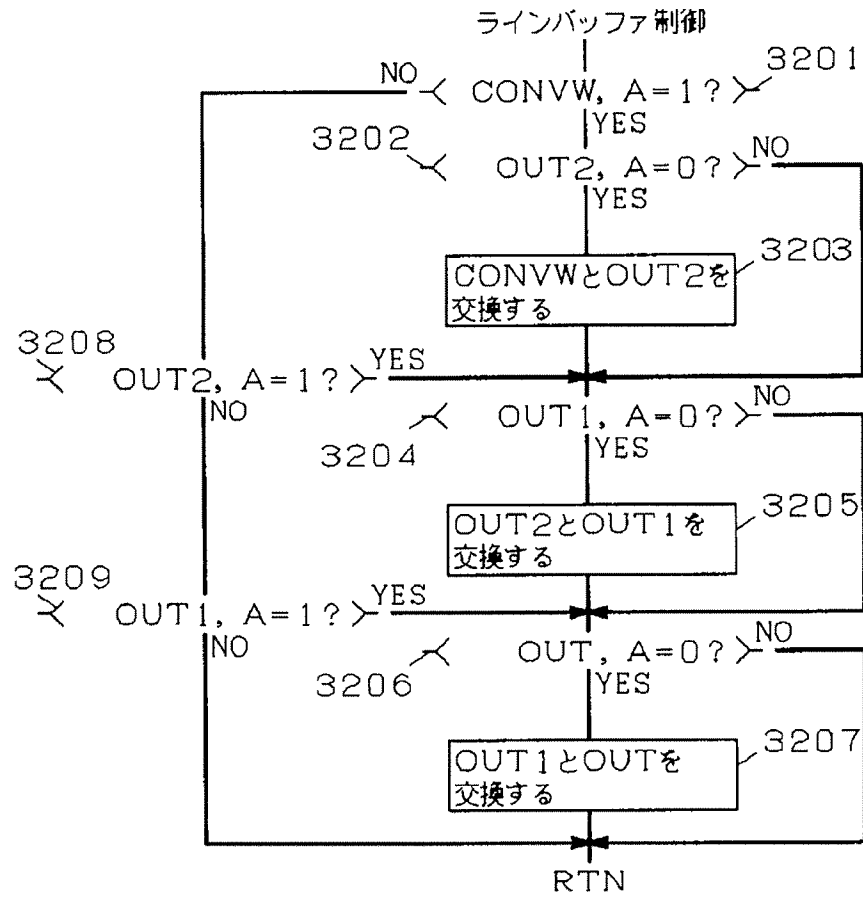 ラインバッファ制御
3201
NO
CONVW, A=1?
YES
3202
OUT2, A=0?
NO
YES
3203
CONVWとOUT2を
交換する
3208
OUT2, A=1?
YES
NO
OUT1, A=0?
NO
3204
YES
3205
OUT2とOUT1を
交換する
3209
OUT1, A=1?
YES
NO
OUT, A=0?
NO
3206
YES
3207
OUT1とOUTを
交換する
RTN